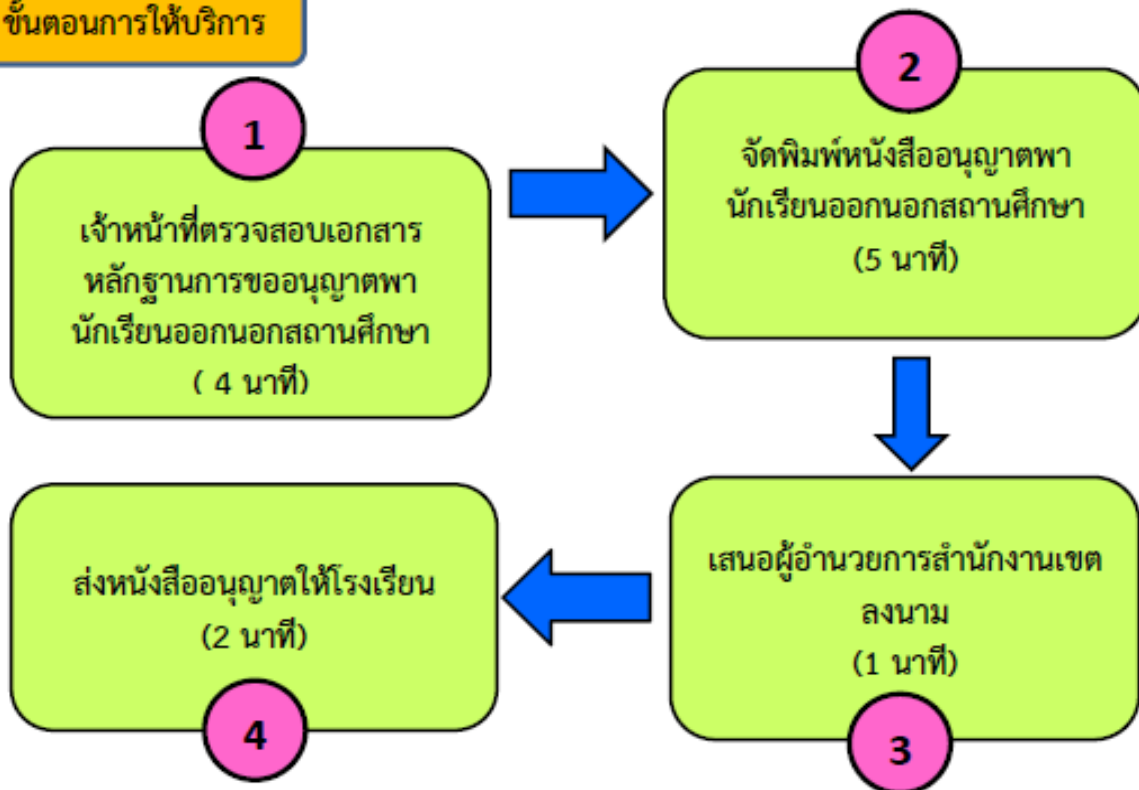 ขั้นตอนการให้บริการ
1
เจ้าหน้าที่ตรวจสอบเอกสาร
หลักฐานการขออนุญาตพา
นักเรียนออกนอกสถานศึกษา
( 4 นาที)
2
จัดพิมพ์หนังสืออนุญาตพา
นักเรียนออกนอกสถานศึกษา
(5 นาที)
เสนอผู้อำนวยการสำนักงานเขต
ลงนาม
(1 นาที)
3
ส่งหนังสืออนุญาตให้โรงเรียน
(2 นาที)
4